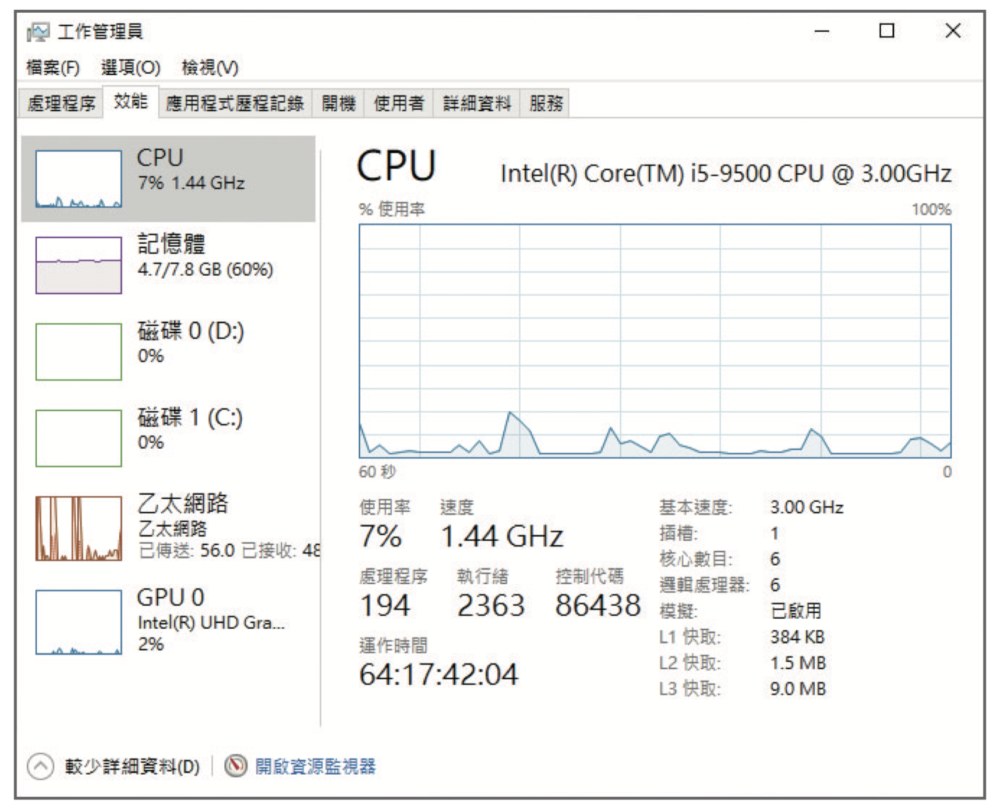 工作管理員
檔案(F) 選項(O) 檢視(V)
處理程序 效能 應用程式歷程記錄 開機 使用者 詳細資料 服務
CPU
7% 1.44 GHz
記憶體
4.7/7.8 GB (60%)
磁碟 0 (D:)
0%
磁碟 1 (C:)
0%
乙太網路
乙太網路
已傳送: 56.0 已接收: 48
GPU 0
Intel(R) UHD Gra...
2%
CPU Intel(R) Core(TM) i5-9500 CPU @ 3.00GHz
% 使用率 100%
60 秒 0
使用率 速度
7% 1.44 GHz
處理程序 執行緒 控制代碼
194 2363 86438
運作時間
64:17:42:04
基本速度: 3.00 GHz
插槽: 1
核心數目: 6
邏輯處理器: 6
模擬: 已啟用
L1 快取: 384 KB
L2 快取: 1.5 MB
L3 快取: 9.0 MB
較少詳細資料(D) 開啟資源監視器